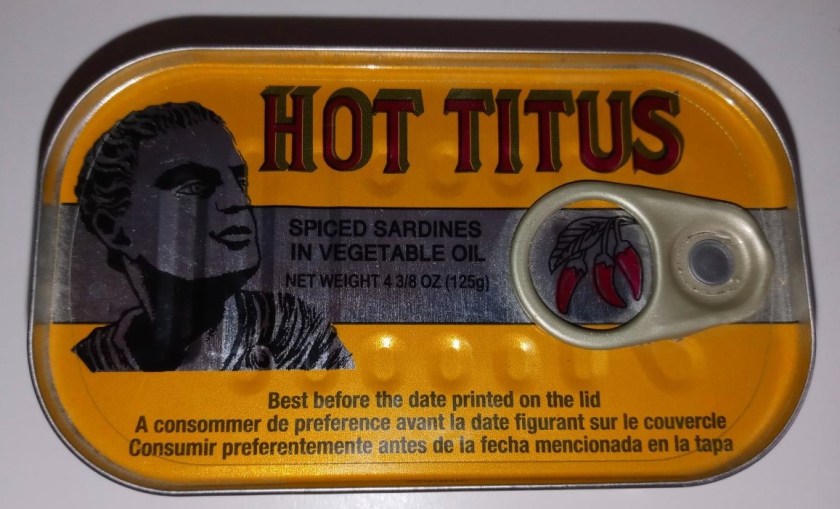 HOT TITUS
SPICED SARDINES
IN VEGETABLE OIL
NET WEIGHT 4 3/8 OZ (125g)
Best before the date printed on the lid
A consommer de preference avant la date figurant sur le couvercle
Consumir preferentemente antes de la fecha mencionada en la tapa